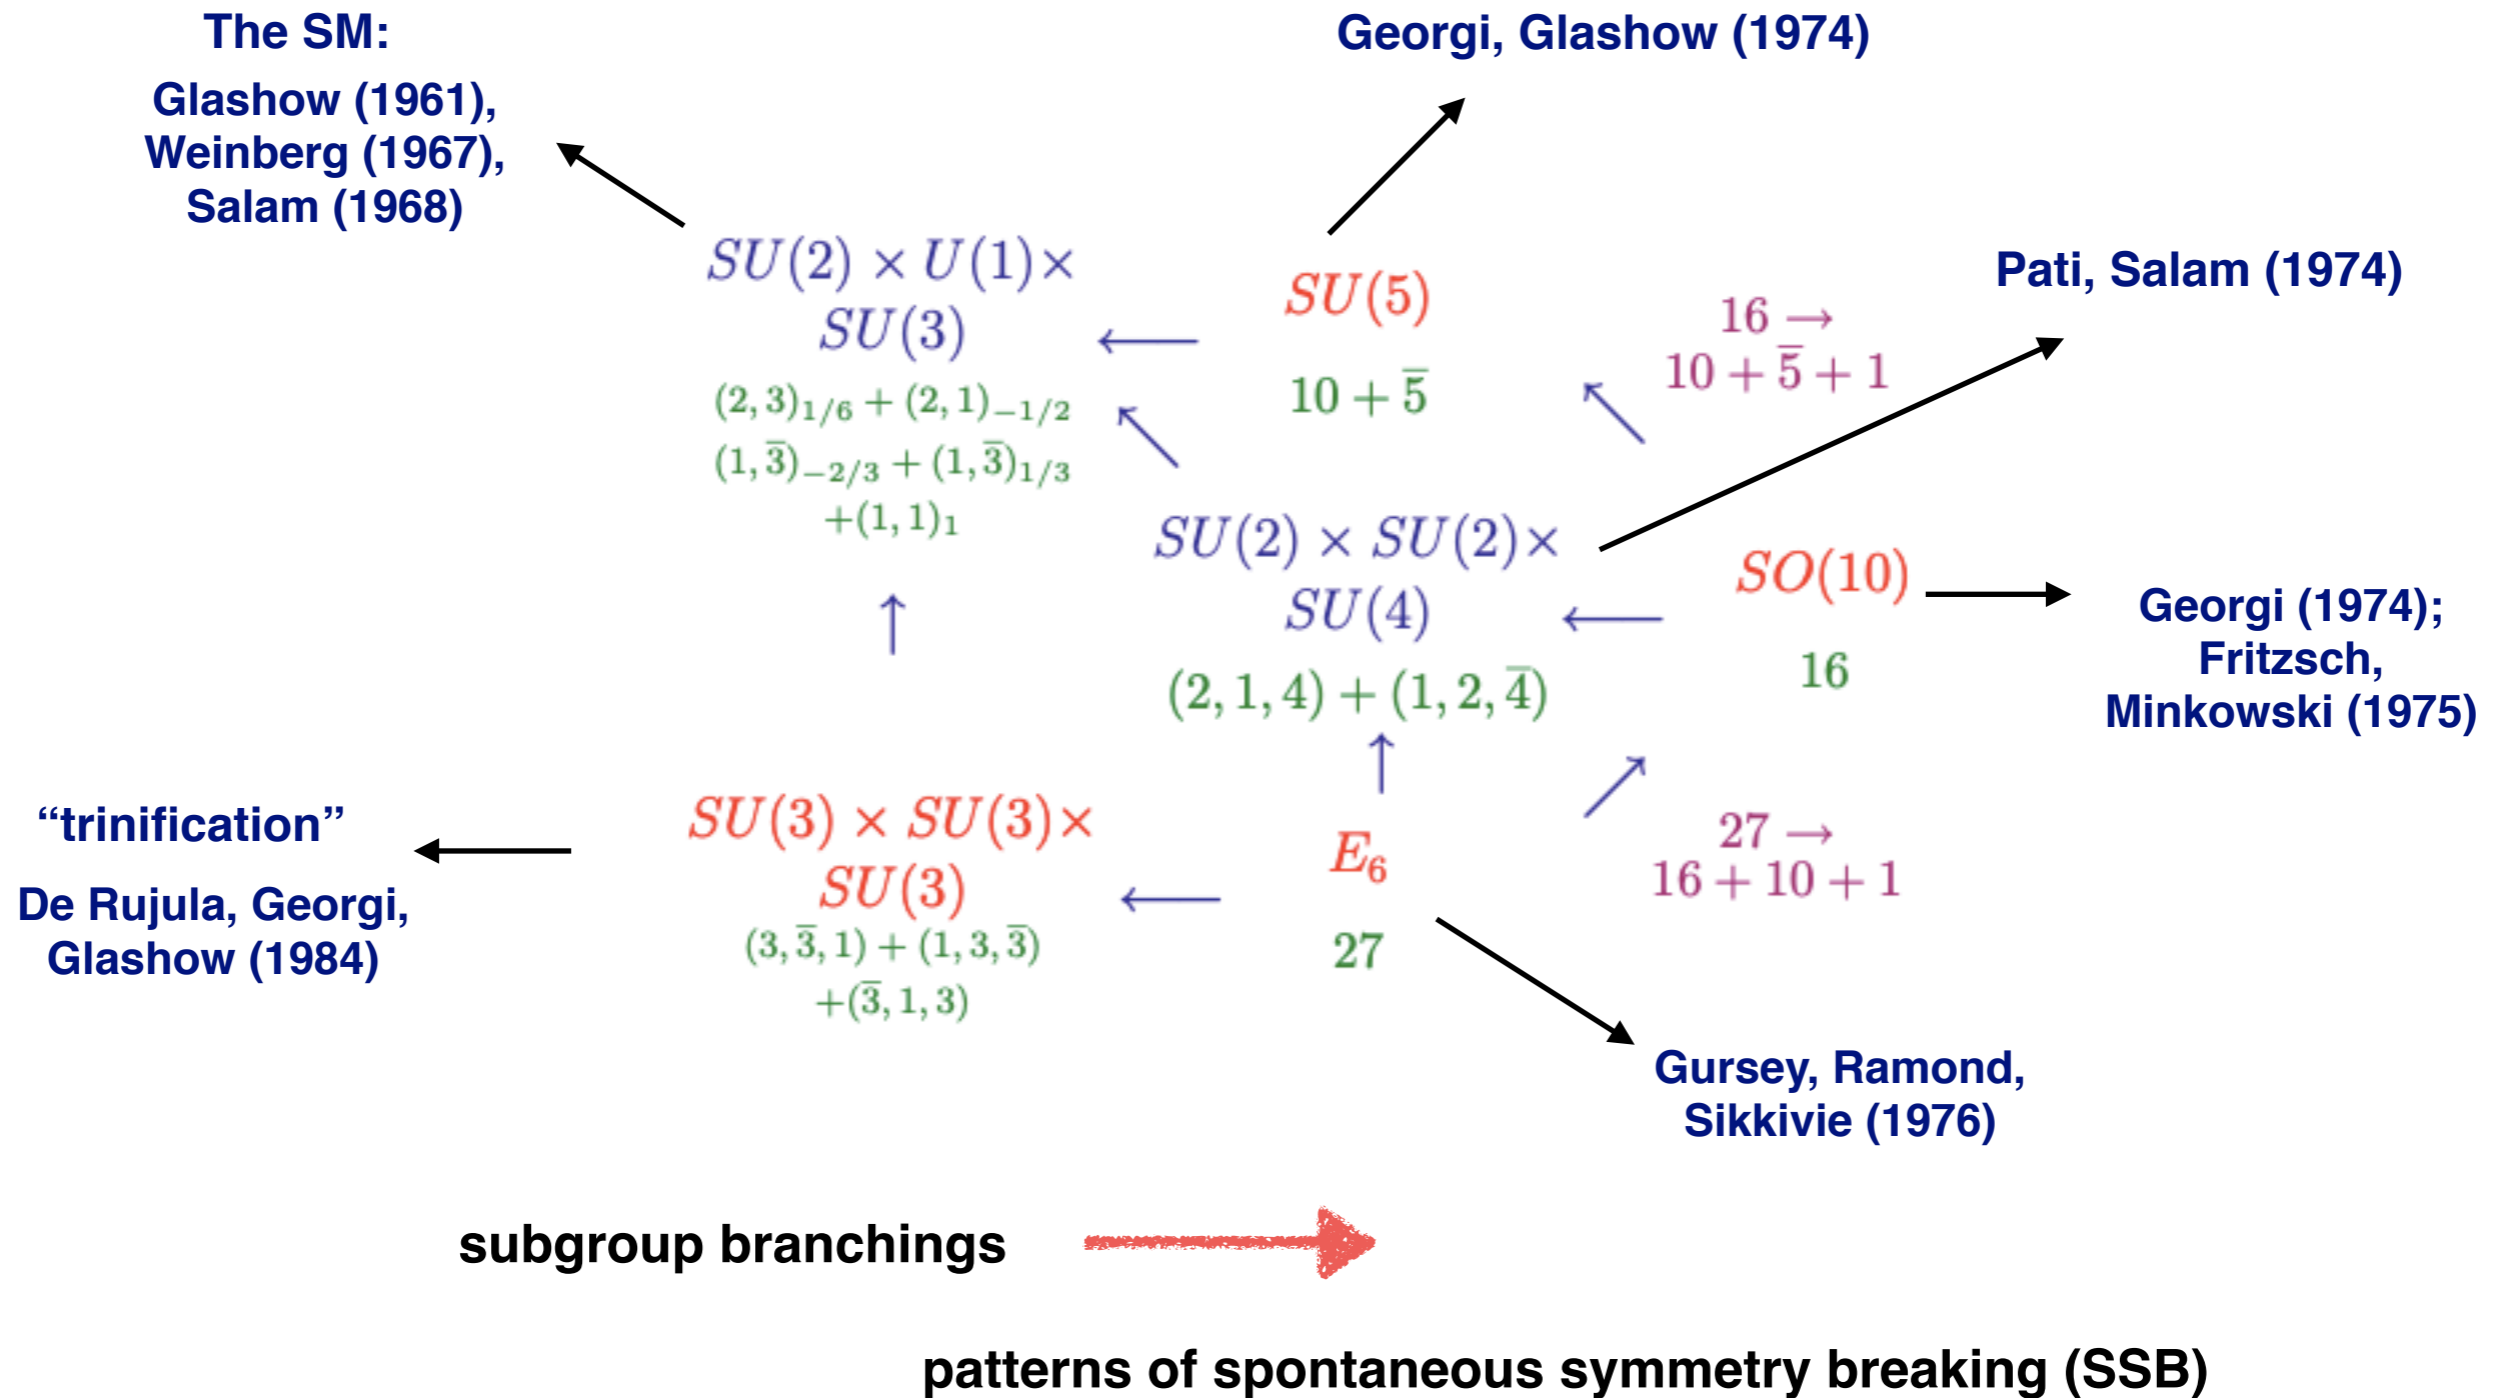 The SM:
Glashow (1961),
Weinberg (1967),
Salam (1968)
Georgi, Glashow (1974)
SU(2) × U(1)×
SU(3)
(2, 3)₁/₆ + (2, 1)₋₁/₂
(1, 3̅)₋₂/₃ + (1, 3̅)₁/₃
+(1, 1)₁
←
SU(5)
10 + 5̅
16 →
10 + 5̅ + 1
Pati, Salam (1974)
SU(2) × SU(2)×
SU(4)
(2, 1, 4) + (1, 2, 4̅)
←
SO(10)
16
Georgi (1974);
Fritzsch,
Minkowski (1975)
“trinification”
De Rujula, Georgi,
Glashow (1984)
SU(3) × SU(3)×
SU(3)
(3, 3̅, 1) + (1, 3, 3̅)
+(3̅, 1, 3)
←
E₆
27
27 →
16 + 10 + 1
Gursey, Ramond,
Sikkivie (1976)
subgroup branchings
patterns of spontaneous symmetry breaking (SSB)